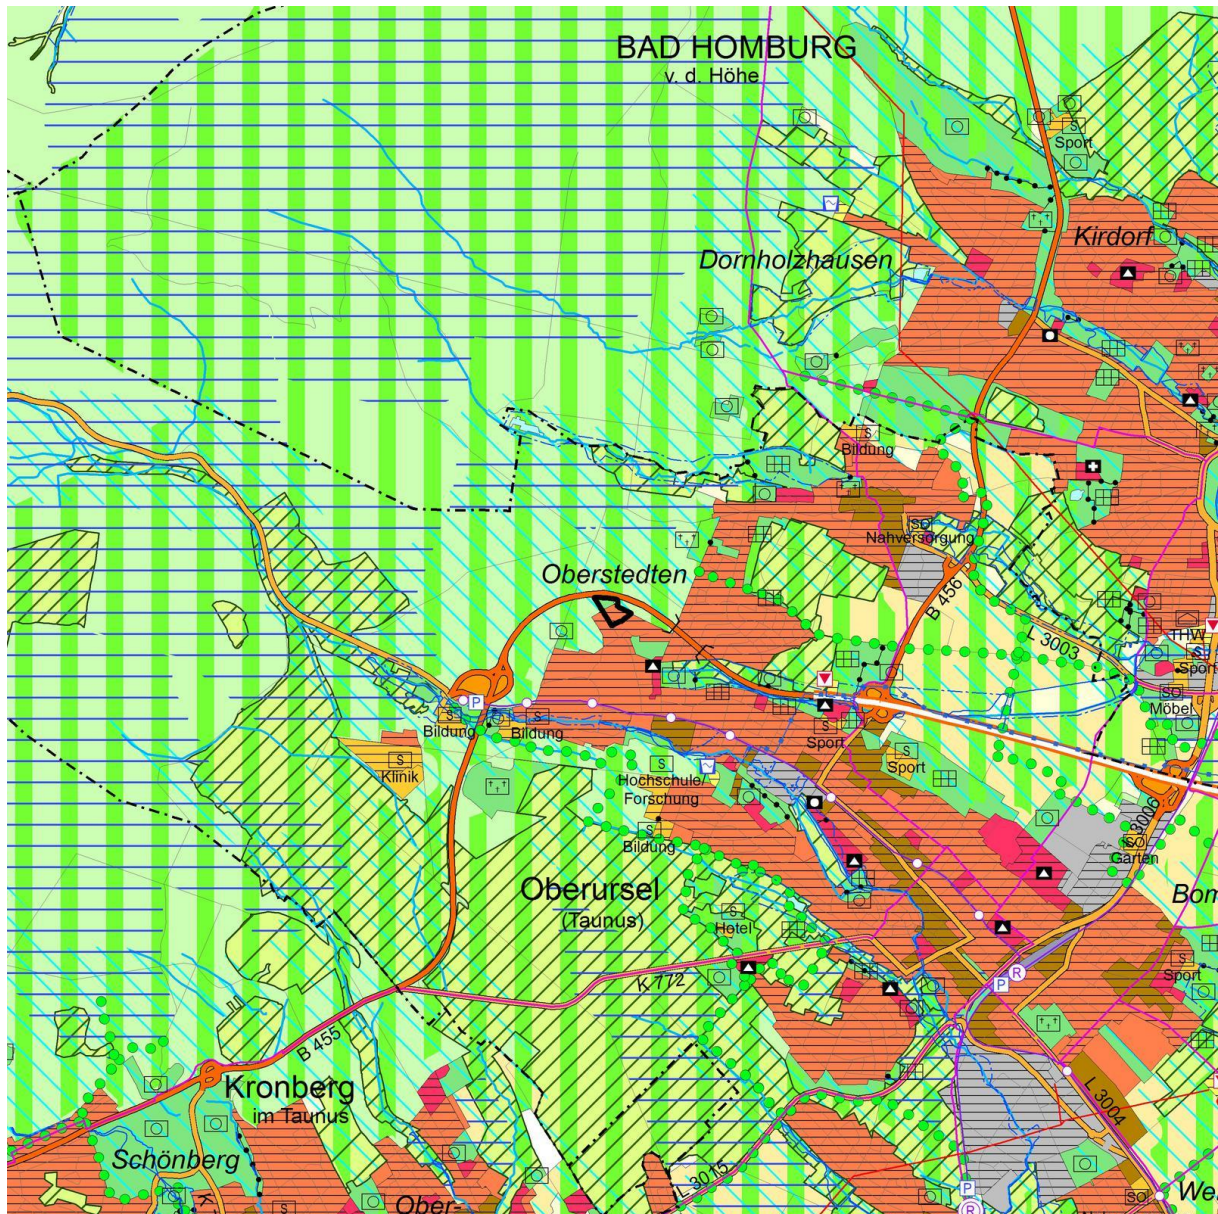 BAD HOMBURG
v. d. Höhe
S
Sport
Kirdorf
Dornholzhausen
S
Bildung
SO
Nahversorgung
Oberstedten
B 456
L 3003
THW
S
Sport
SO
Möbel
P
S
Bildung
S
Bildung
S
Sport
S
Sport
S
Klinik
S
Hochschule/
Forschung
S
Bildung
3006
SO
Garten
Oberursel
(Taunus)
Bom
S
Hotel
K 772
S
Sport
R
P
B 455
Kronberg
im Taunus
L 3004
Schönberg
L 3015
K
Ober-
S
P
R
SO
We